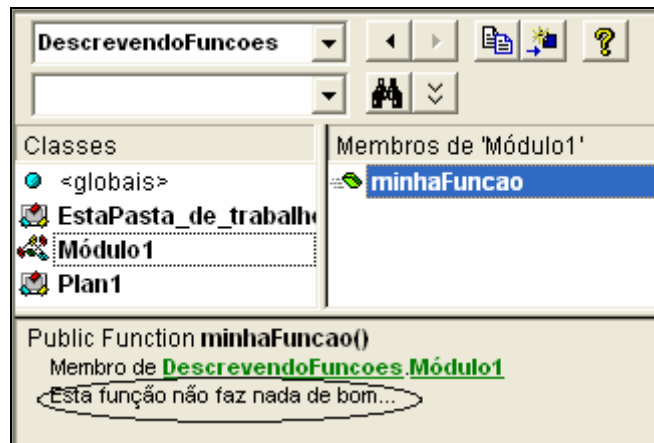 DescrevendoFuncoes
Classes
Membros de 'Módulo1'
<globais>
minhaFuncao
EstaPasta_de_trabalho
Módulo1
Plan1
Public Function minhaFuncao()
Membro de DescrevendoFuncoes.Módulo1
Esta função não faz nada de bom...